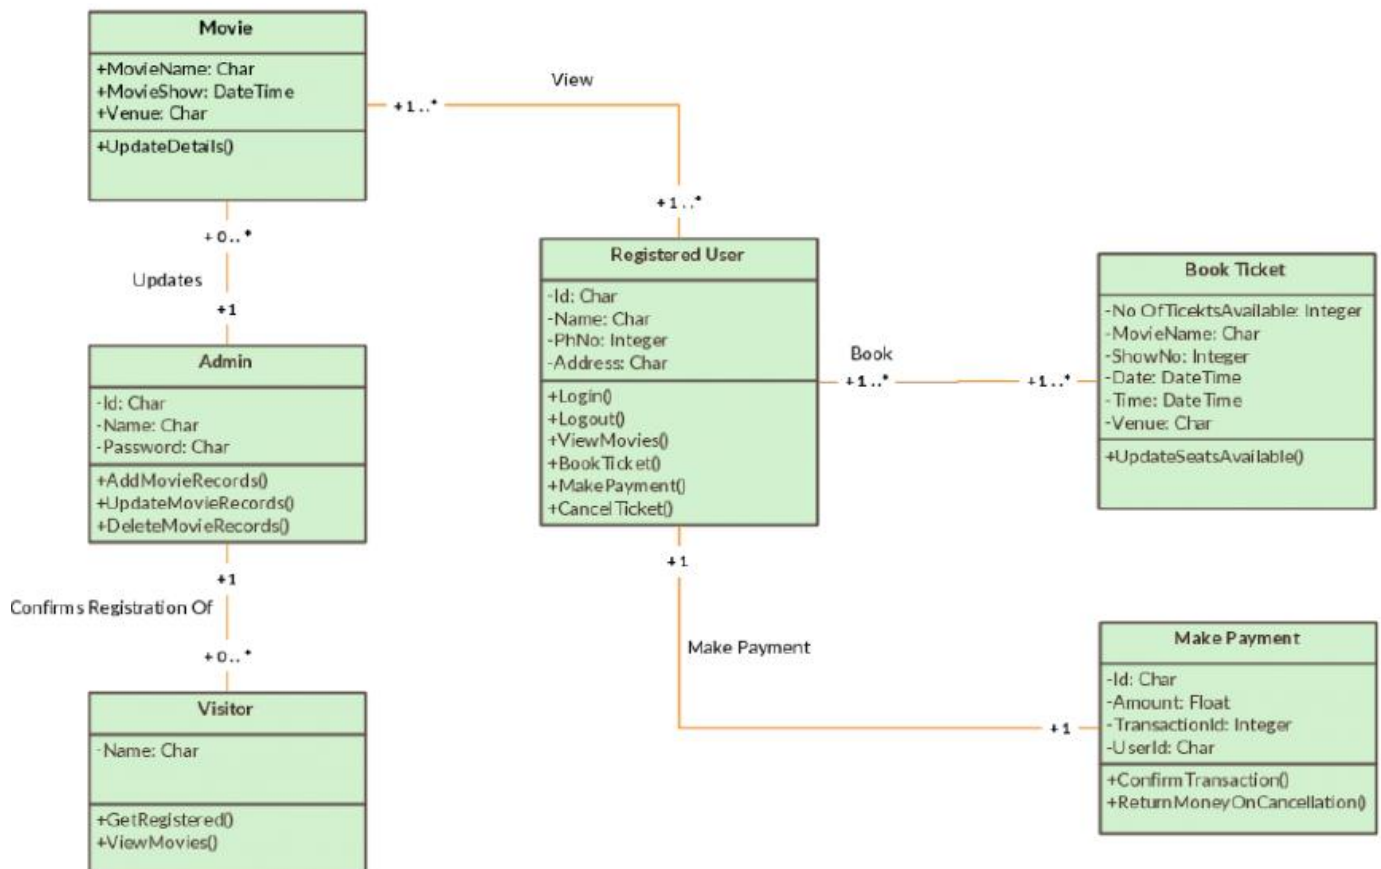 Movie
+MovieName: Char
+MovieShow: DateTime
+Venue: Char
+UpdateDetails()
View
+1..*
+1..*
+0..*
Updates
+1
Registered User
-Id: Char
-Name: Char
-PhNo: Integer
-Address: Char
+Login()
+Logout()
+ViewMovies()
+BookTicket()
+MakePayment()
+CancelTicket()
Book
+1..*
+1..*
Book Ticket
-No OfTicektsAvailable: Integer
-MovieName: Char
-ShowNo: Integer
-Date: DateTime
-Time: DateTime
-Venue: Char
+UpdateSeatsAvailable()
Admin
-Id: Char
-Name: Char
-Password: Char
+AddMovieRecords()
+UpdateMovieRecords()
+DeleteMovieRecords()
+1
Confirms Registration Of
+0..*
+1
Make Payment
+1
Make Payment
-Id: Char
-Amount: Float
-TransactionId: Integer
-UserId: Char
+ConfirmTransaction()
+ReturnMoneyOnCancellation()
Visitor
-Name: Char
+GetRegistered()
+ViewMovies()